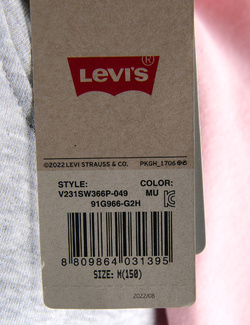 LEVI'S®
©2022 LEVI STRAUSS & CO. PKGH_1706
STYLE: COLOR:
V231SW366P-049 MU
91G966-G2H
8 809864 031395
SIZE: M(150)
2022/08